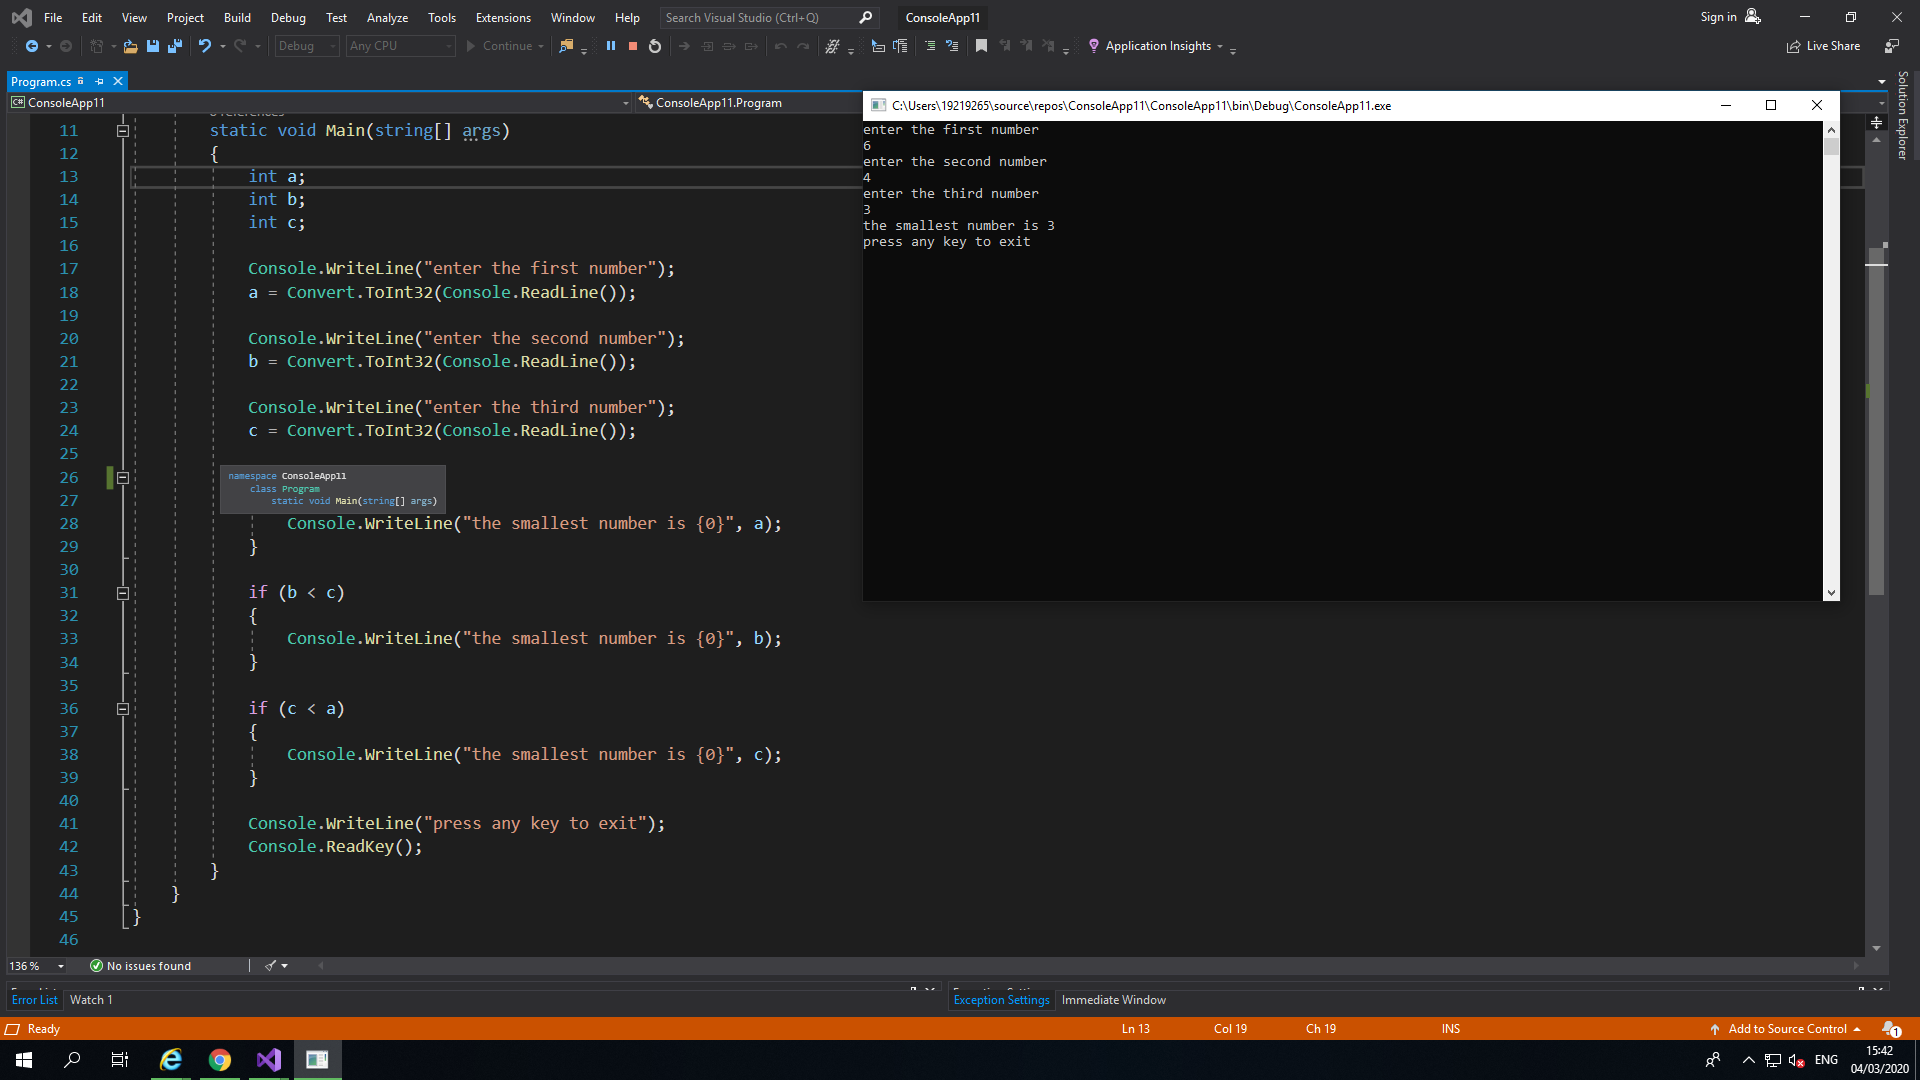 File Edit View Project Build Debug Test Analyze Tools Extensions Window Help Search Visual Studio (Ctrl+Q) ConsoleApp11 Sign in
Debug Any CPU Continue Application Insights Live Share
Program.cs
Solution Explorer
ConsoleApp11 ConsoleApp11.Program
C:\Users\19219265\source\repos\ConsoleApp11\ConsoleApp11\bin\Debug\ConsoleApp11.exe
enter the first number
6
enter the second number
4
enter the third number
3
the smallest number is 3
press any key to exit
11 static void Main(string[] args)
12 {
13 int a;
14 int b;
15 int c;
16
17 Console.WriteLine("enter the first number");
18 a = Convert.ToInt32(Console.ReadLine());
19
20 Console.WriteLine("enter the second number");
21 b = Convert.ToInt32(Console.ReadLine());
22
23 Console.WriteLine("enter the third number");
24 c = Convert.ToInt32(Console.ReadLine());
25
26
namespace ConsoleApp11
class Program
static void Main(string[] args)
27
28 Console.WriteLine("the smallest number is {0}", a);
29 }
30
31 if (b < c)
32 {
33 Console.WriteLine("the smallest number is {0}", b);
34 }
35
36 if (c < a)
37 {
38 Console.WriteLine("the smallest number is {0}", c);
39 }
40
41 Console.WriteLine("press any key to exit");
42 Console.ReadKey();
43 }
44 }
45 }
46
136 % No issues found
Error List Watch 1 Exception Settings Immediate Window
Ready Ln 13 Col 19 Ch 19 INS Add to Source Control 1
ENG 15:42
04/03/2020